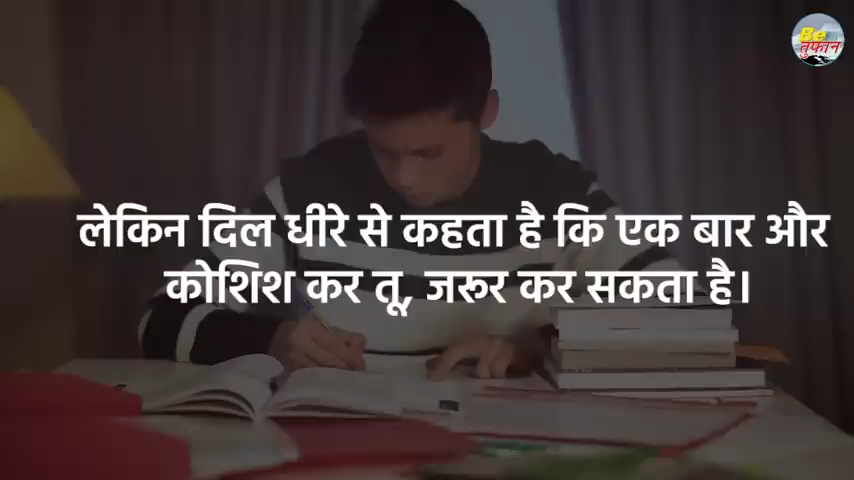 Be
तुफान
लेकिन दिल धीरे से कहता है कि एक बार और
कोशिश कर तू, जरूर कर सकता है।